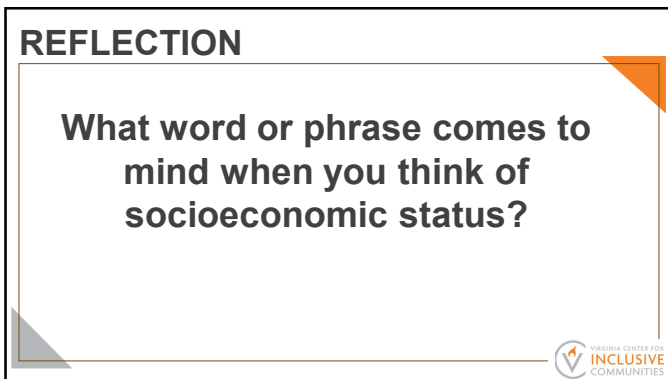 REFLECTION
What word or phrase comes to
mind when you think of
socioeconomic status?
VIRGINIA CENTER FOR
INCLUSIVE
COMMUNITIES